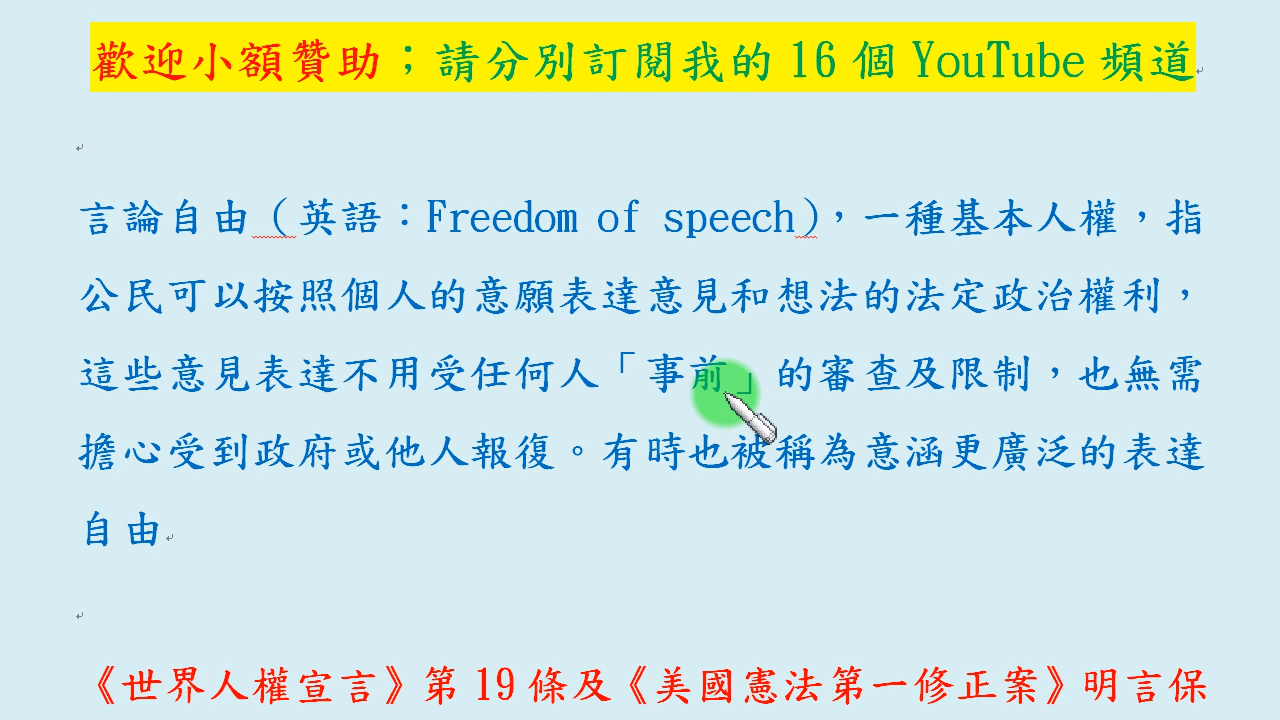 歡迎小額贊助；請分別訂閱我的 16 個 YouTube 頻道
言論自由（英語：Freedom of speech)，一種基本人權，指
公民可以按照個人的意願表達意見和想法的法定政治權利，
這些意見表達不用受任何人「事前」的審查及限制，也無需
擔心受到政府或他人報復。有時也被稱為意涵更廣泛的表達
自由
《世界人權宣言》第 19 條及《美國憲法第一修正案》明言保